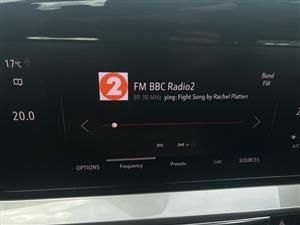 17°C
2
FM BBC Radio2
89.30 MHz ying: Fight Song by Rachel Platten
Band
FM
20.0
RDS
OPTIONS
Frequency
Presets
List
SOURCES
A/C